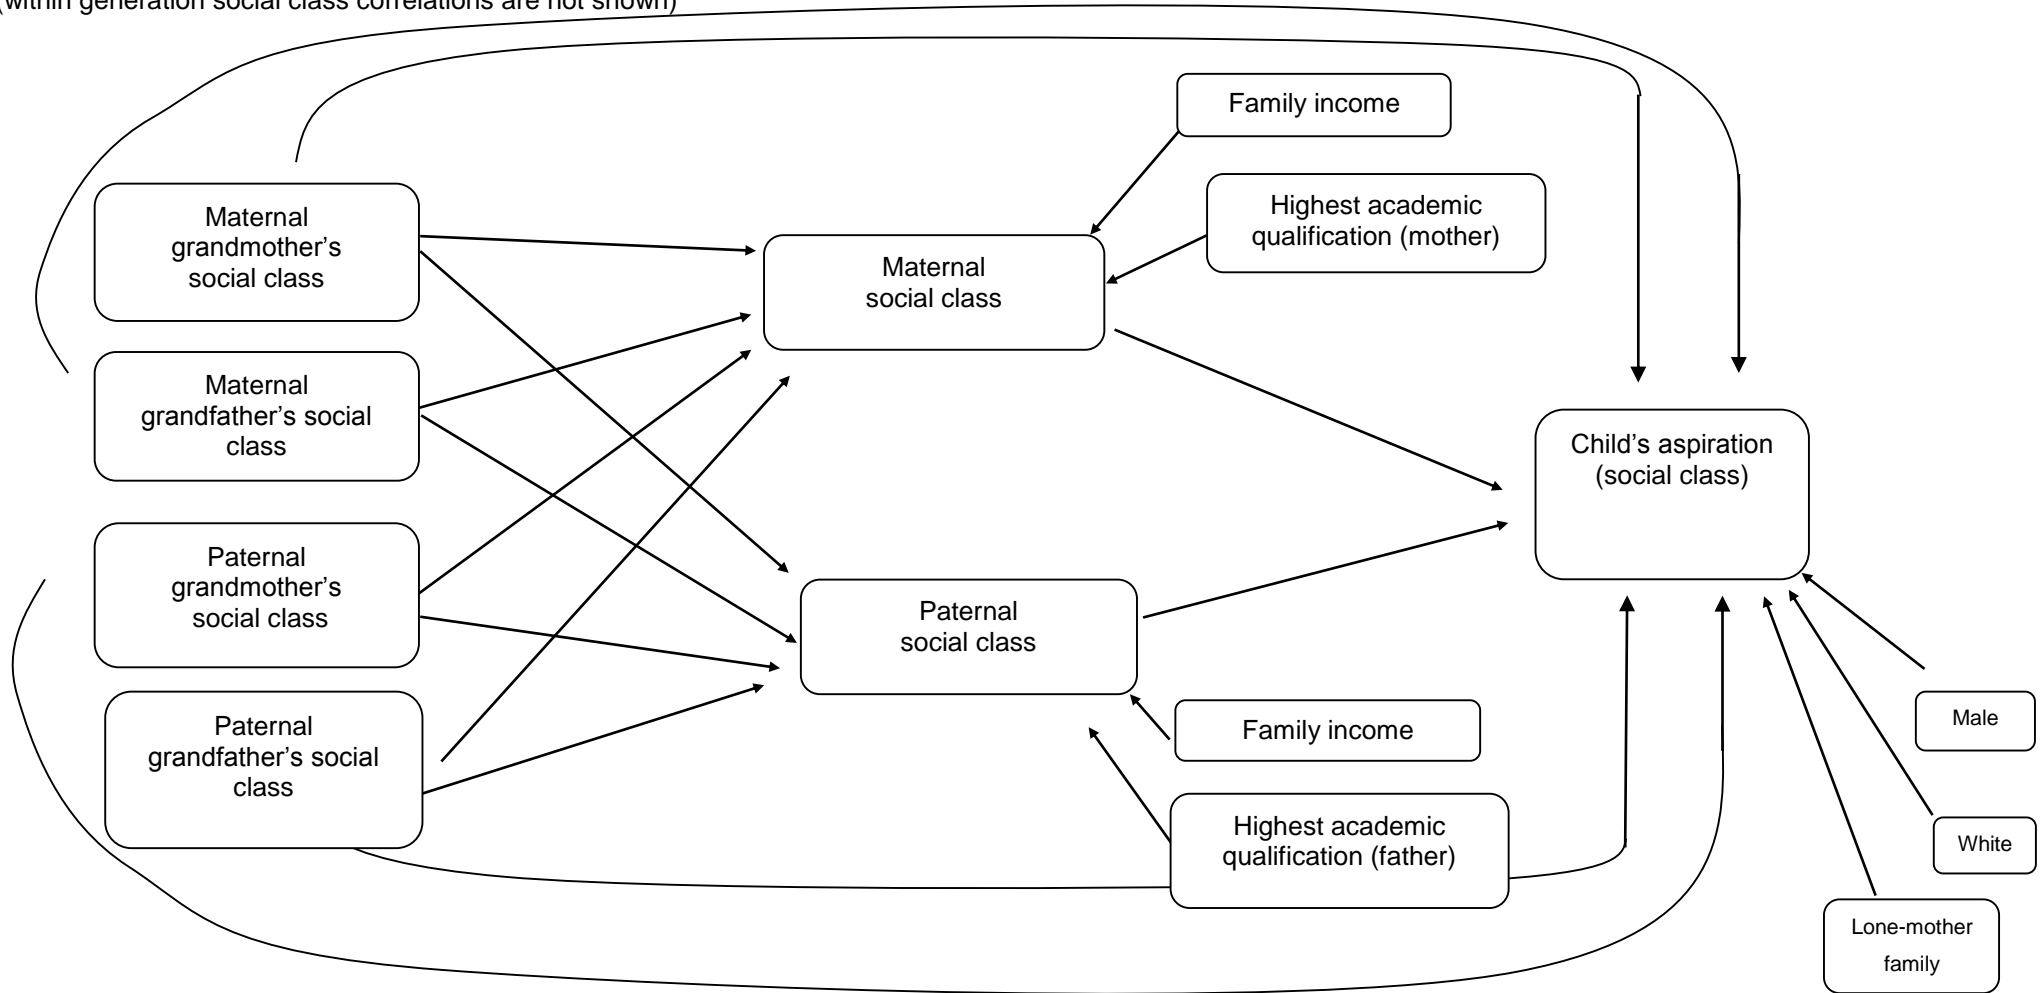 (within generation social class correlations are not shown)
Family income
Highest academic
qualification (mother)
Maternal
grandmother’s
social class
Maternal
social class
Maternal
grandfather’s social
class
Child’s aspiration
(social class)
Paternal
grandmother’s
social class
Paternal
social class
Paternal
grandfather’s social
class
Family income
Highest academic
qualification (father)
Male
White
Lone-mother
family